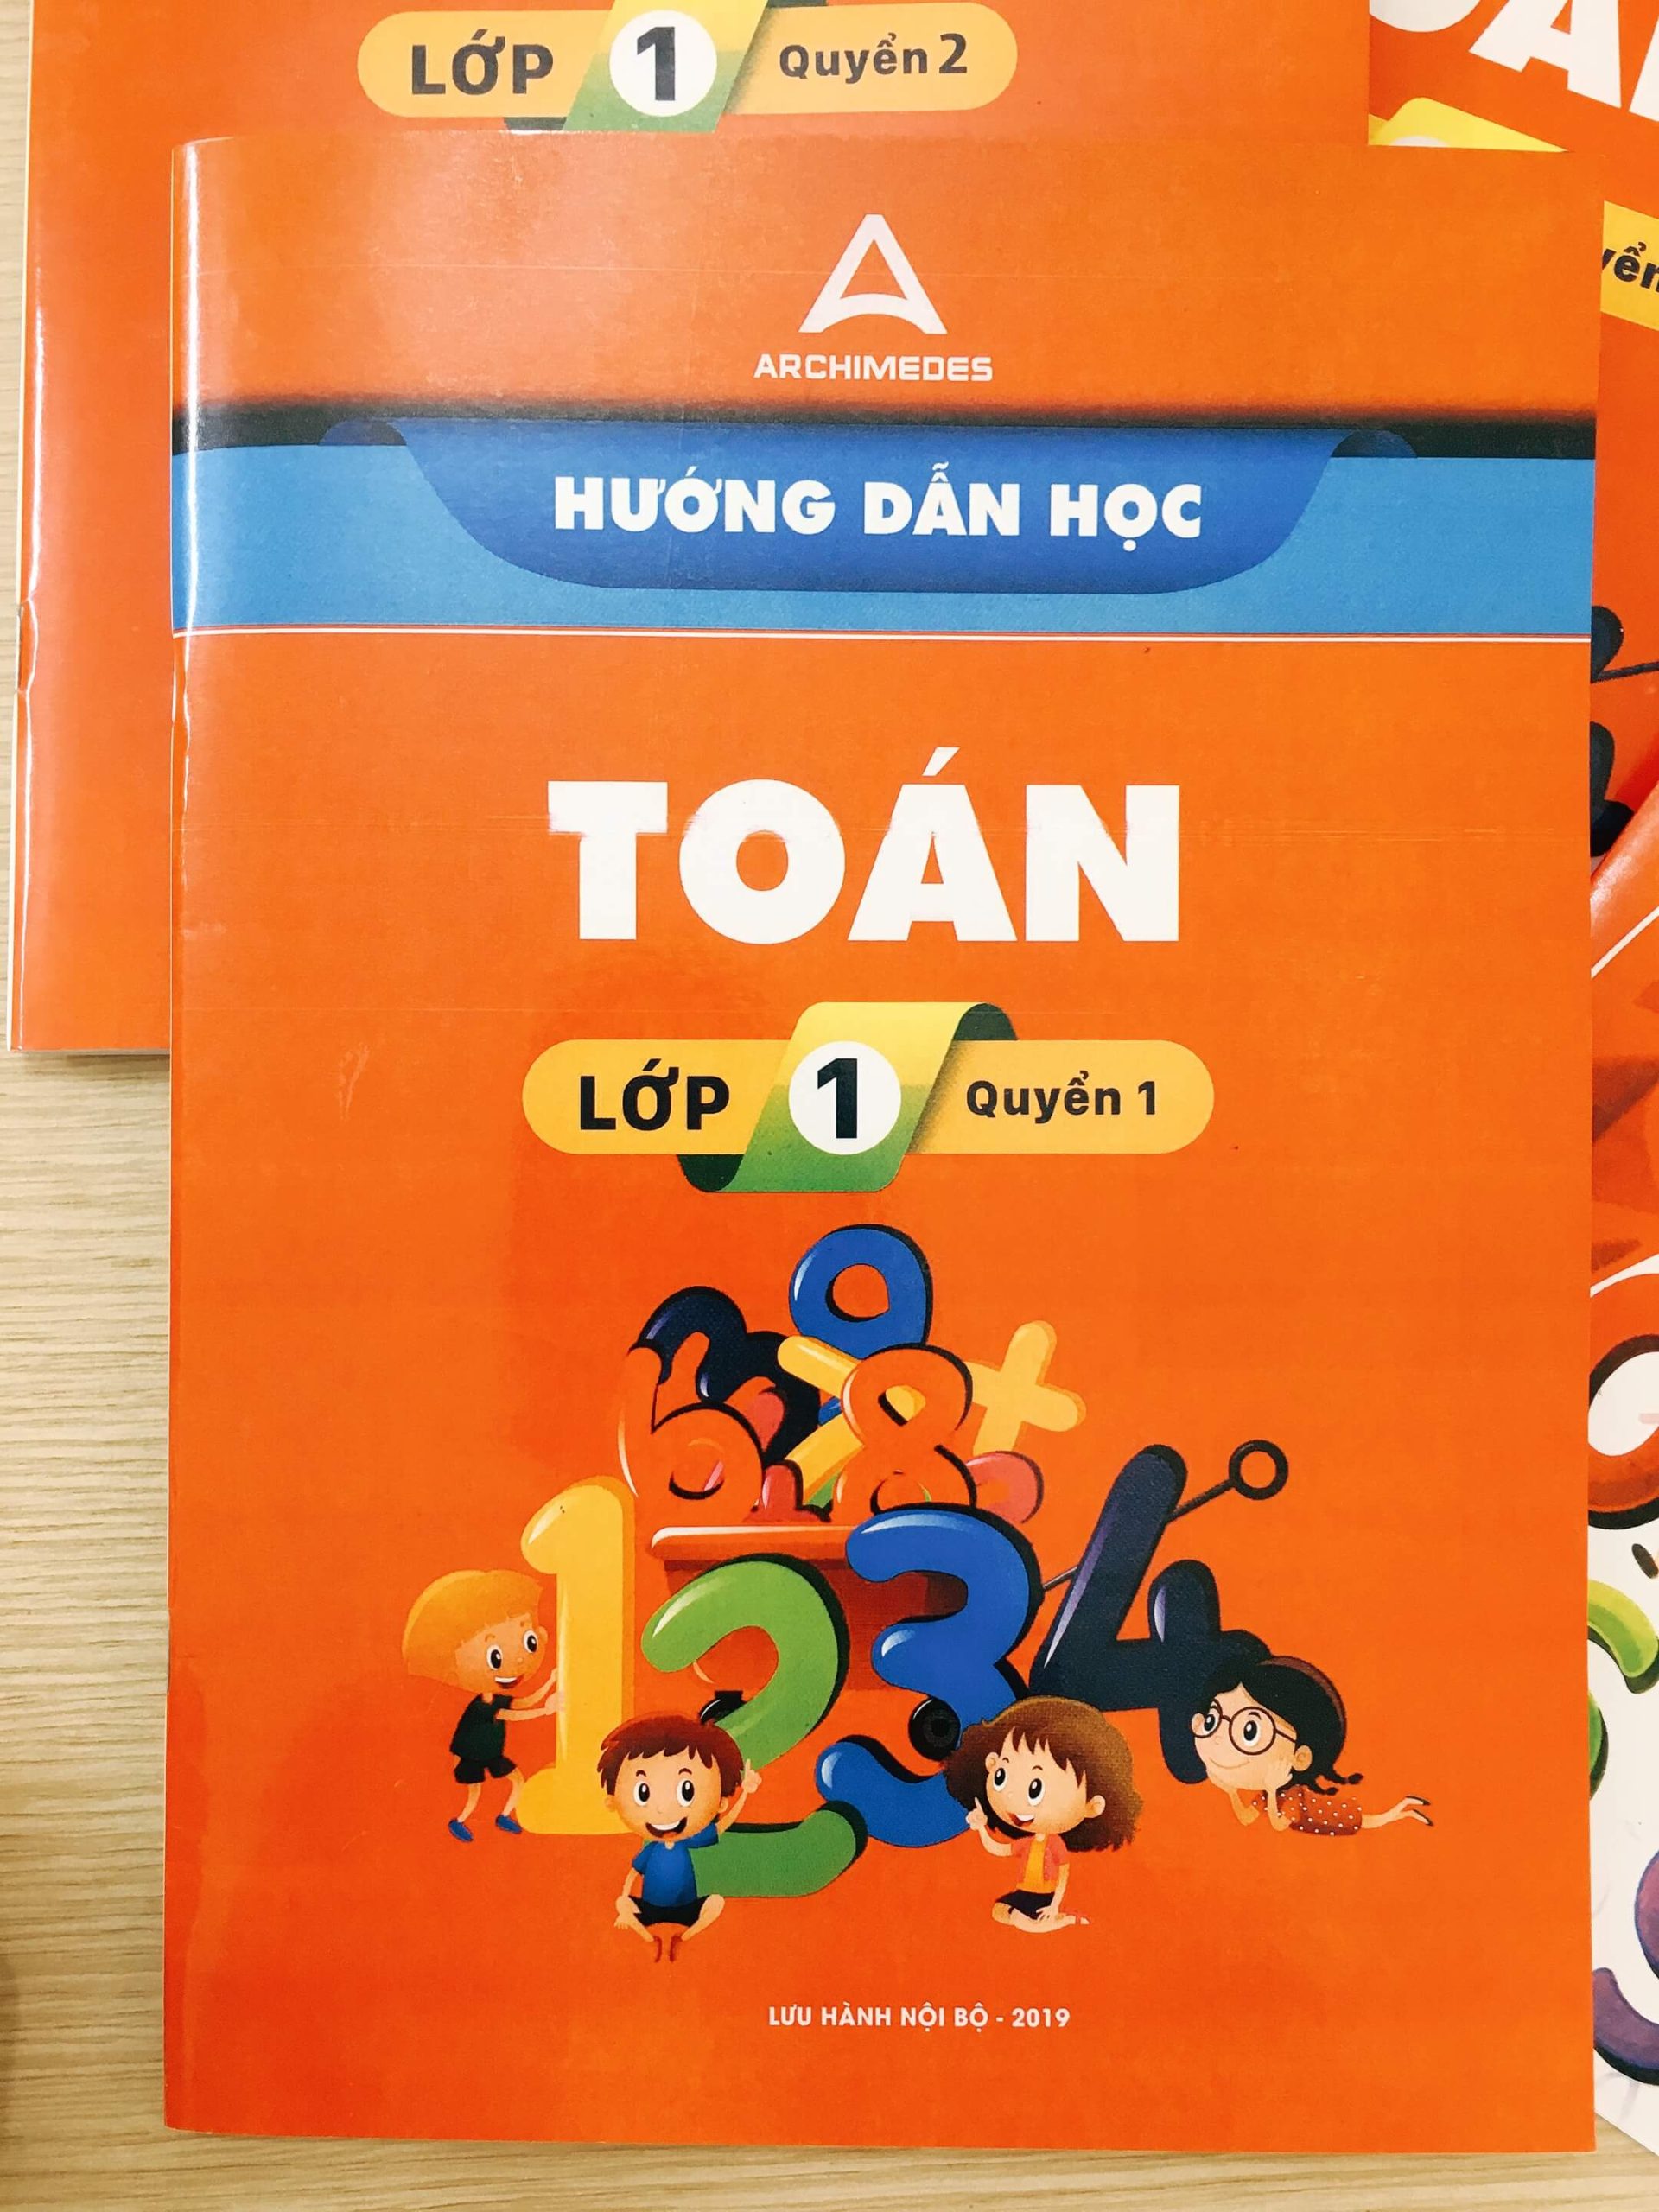 LỚP 1 Quyển 2
ARCHIMEDES
HƯỚNG DẪN HỌC
TOÁN
LỚP 1 Quyển 1
LƯU HÀNH NỘI BỘ - 2019